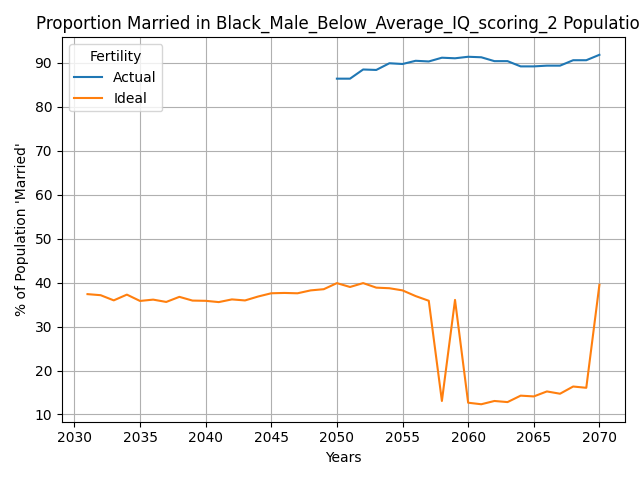 Proportion Married in Black_Male_Below_Average_IQ_scoring_2 Populatio
Fertility
Actual
Ideal
% of Population 'Married'
90
80
70
60
50
40
30
20
10
2030 2035 2040 2045 2050 2055 2060 2065 2070
Years